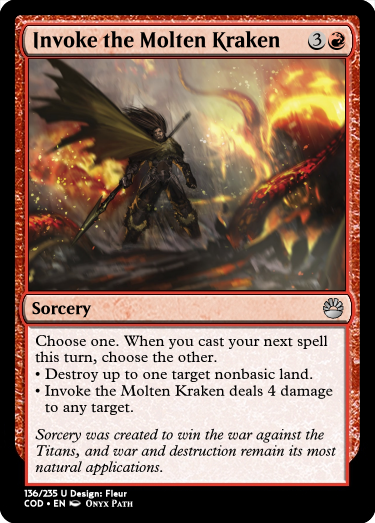 Invoke the Molten Kraken 3
Sorcery
Choose one. When you cast your next spell
this turn, choose the other.
• Destroy up to one target nonbasic land.
• Invoke the Molten Kraken deals 4 damage
to any target.
Sorcery was created to win the war against the
Titans, and war and destruction remain its most
natural applications.
136/235 U Design: Fleur
COD • EN Onyx Path